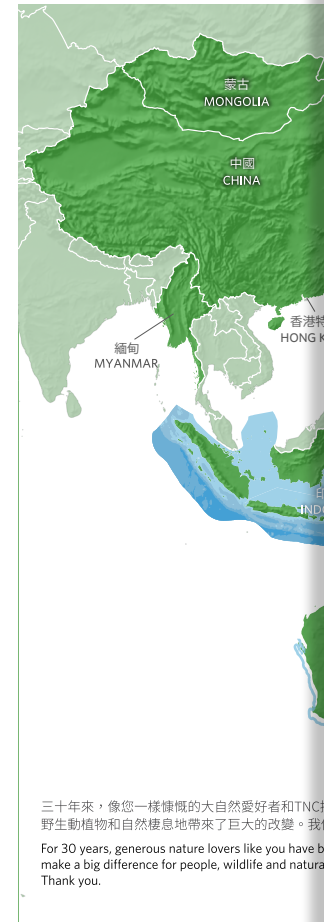 蒙古
MONGOLIA
中國
CHINA
香港特
HONG K
緬甸
MYANMAR
印
INDO
三十年來，像您一樣慷慨的大自然愛好者和TNC
野生動植物和自然棲息地帶來了巨大的改變。我
For 30 years, generous nature lovers like you have b
make a big difference for people, wildlife and natura
Thank you.